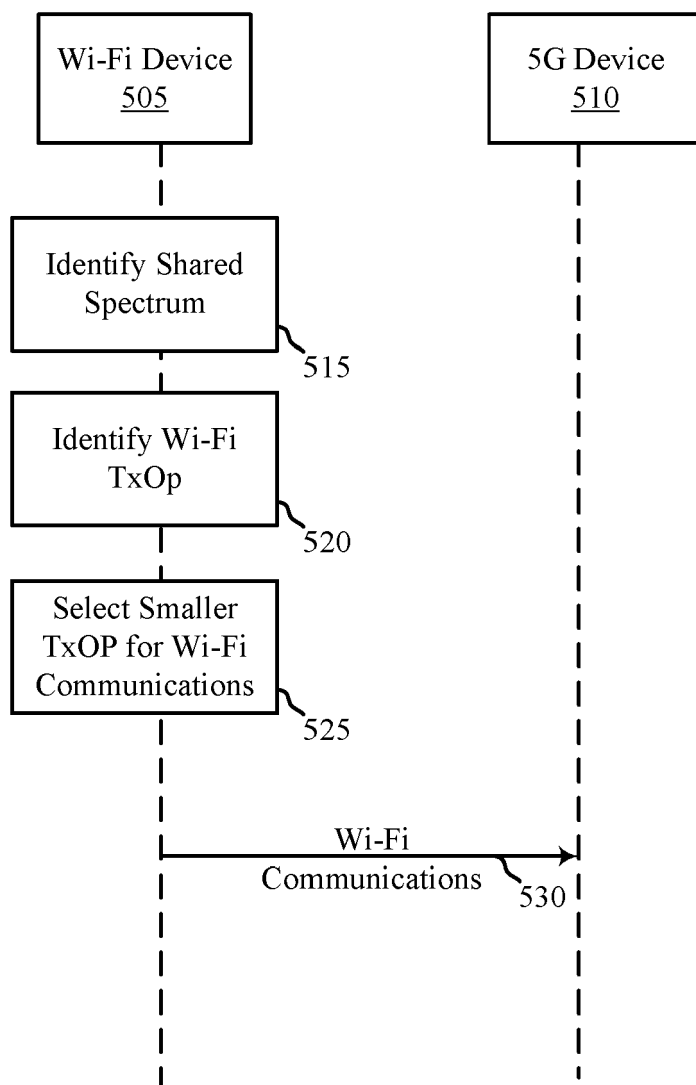 Wi-Fi Device
505
5G Device
510
Identify Shared
Spectrum
515
Identify Wi-Fi
TxOp
520
Select Smaller
TxOP for Wi-Fi
Communications
525
Wi-Fi
Communications
530